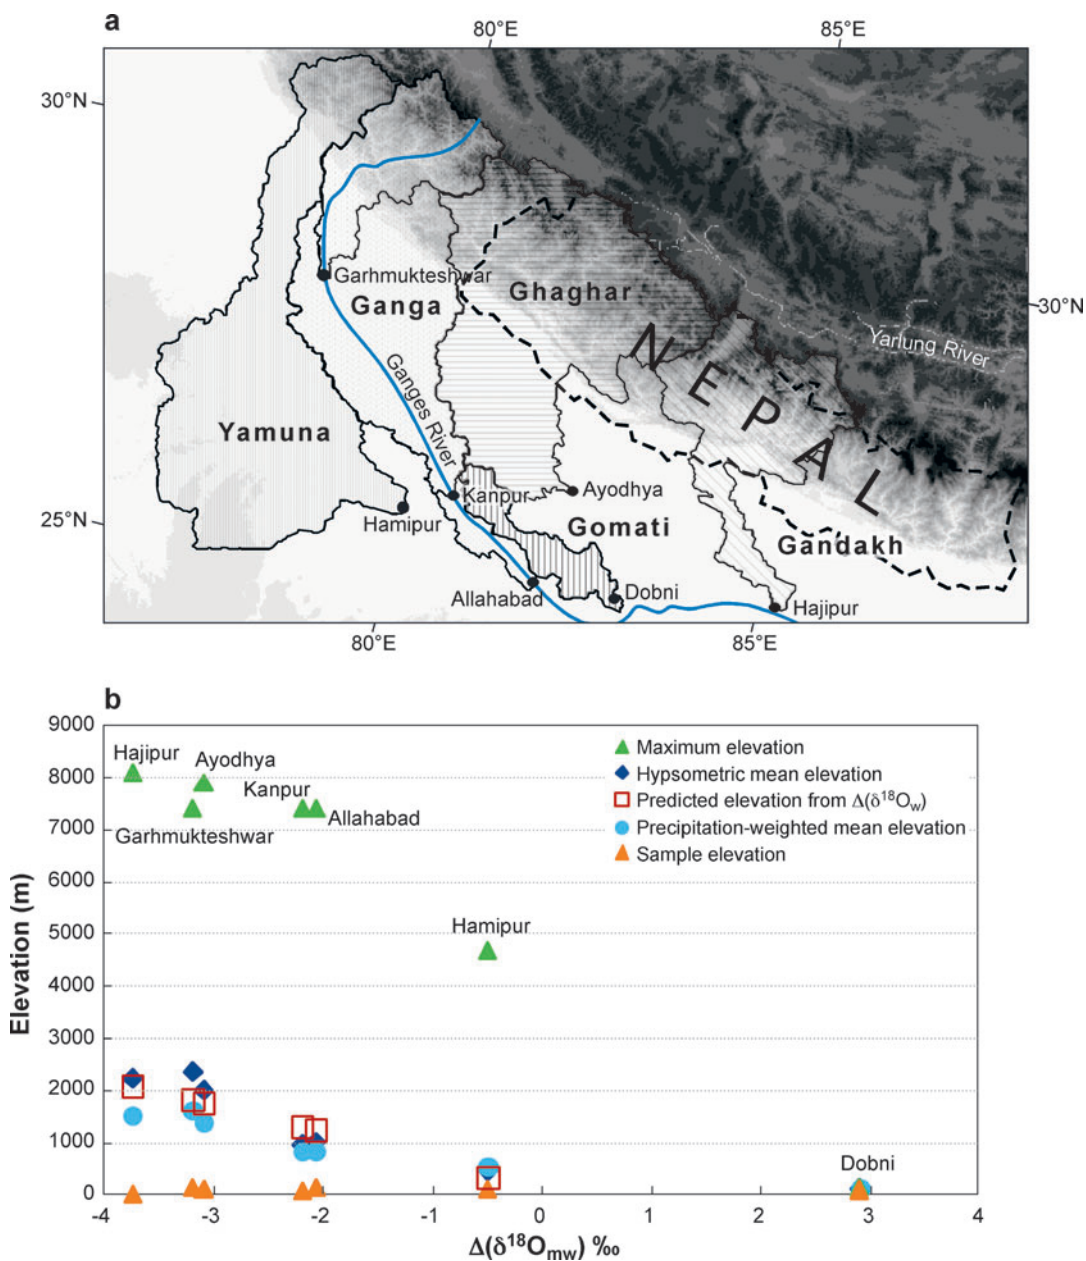 a
80°E
85°E
30°N
Garhmukteshwar
Ganga
Ghaghar
30°N
NEPAL
Yarlung River
Ganges River
Yamuna
Kanpur
Ayodhya
Hamipur
25°N
Gomati
Gandakh
Allahabad
Dobni
Hajipur
80°E
85°E
b
9000
8000
7000
6000
5000
4000
3000
2000
1000
0
Elevation (m)
Hajipur
Ayodhya
Kanpur
Garhmukteshwar
Allahabad
Hamipur
Dobni
Maximum elevation
Hypsometric mean elevation
Predicted elevation from Δ(δ¹⁸O_w)
Precipitation-weighted mean elevation
Sample elevation
-4 -3 -2 -1 0 1 2 3 4
Δ(δ¹⁸O_mw) ‰